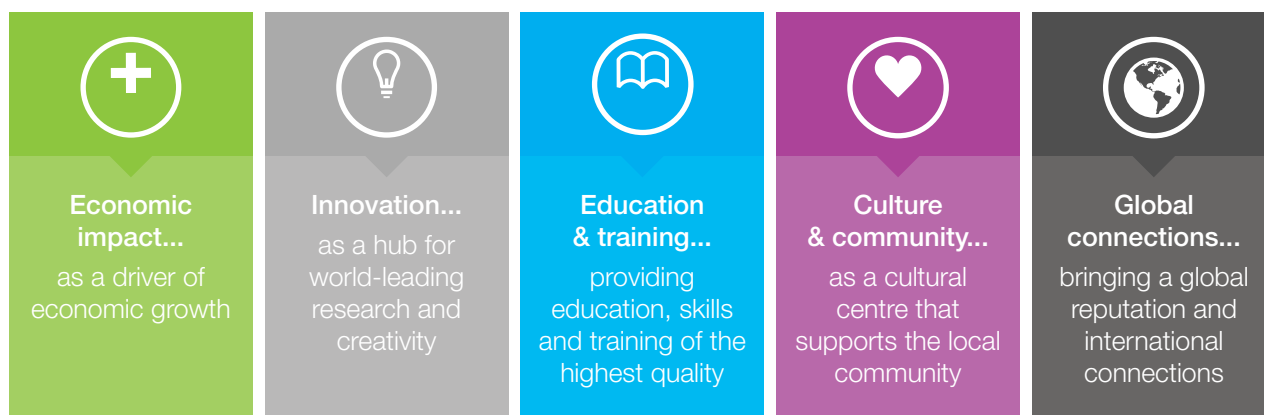 Economic
impact...
as a driver of
economic growth
Innovation...
as a hub for
world-leading
research and
creativity
Education
& training...
providing
education, skills
and training of the
highest quality
Culture
& community...
as a cultural
centre that
supports the local
community
Global
connections...
bringing a global
reputation and
international
connections